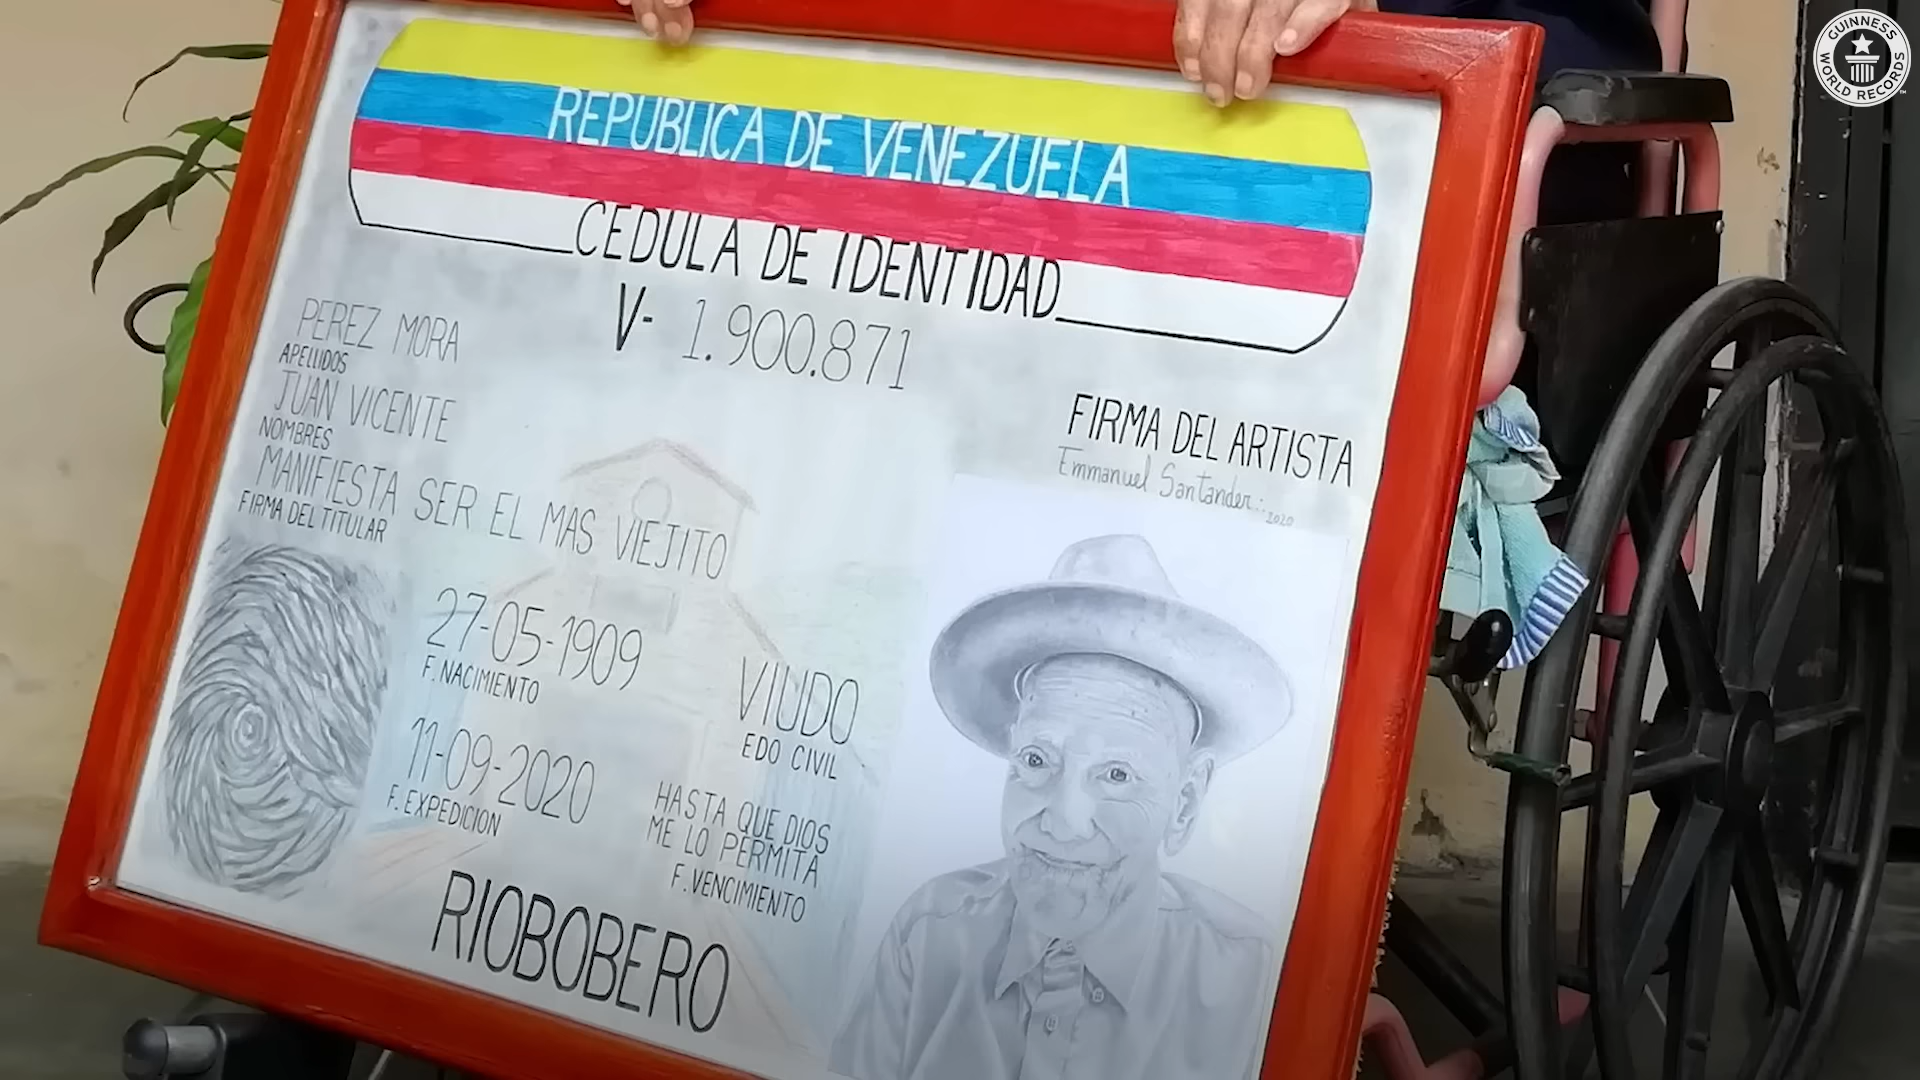 GUINNESS WORLD RECORDS
REPUBLICA DE VENEZUELA
CEDULA DE IDENTIDAD
V- 1.900.871
PEREZ MORA
APELLIDOS
JUAN VICENTE
NOMBRES
MANIFIESTA SER EL MAS VIEJITO
FIRMA DEL TITULAR
FIRMA DEL ARTISTA
Emmanuel Santander.:2020
27-05-1909
F. NACIMIENTO
VIUDO
EDO CIVIL
11-09-2020
F. EXPEDICION
HASTA QUE DIOS
ME LO PERMITA
F. VENCIMIENTO
RIOBOBERO